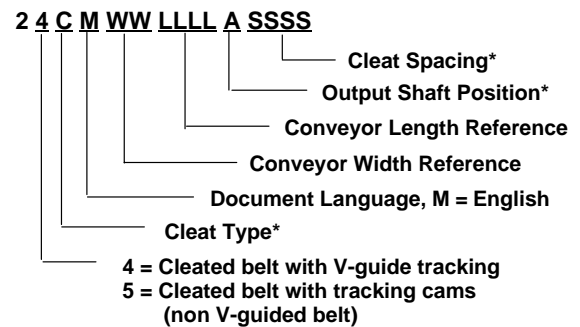 2 4 C M WW LLLL A SSSS
Cleat Spacing*
Output Shaft Position*
Conveyor Length Reference
Conveyor Width Reference
Document Language, M = English
Cleat Type*
4 = Cleated belt with V-guide tracking
5 = Cleated belt with tracking cams
(non V-guided belt)